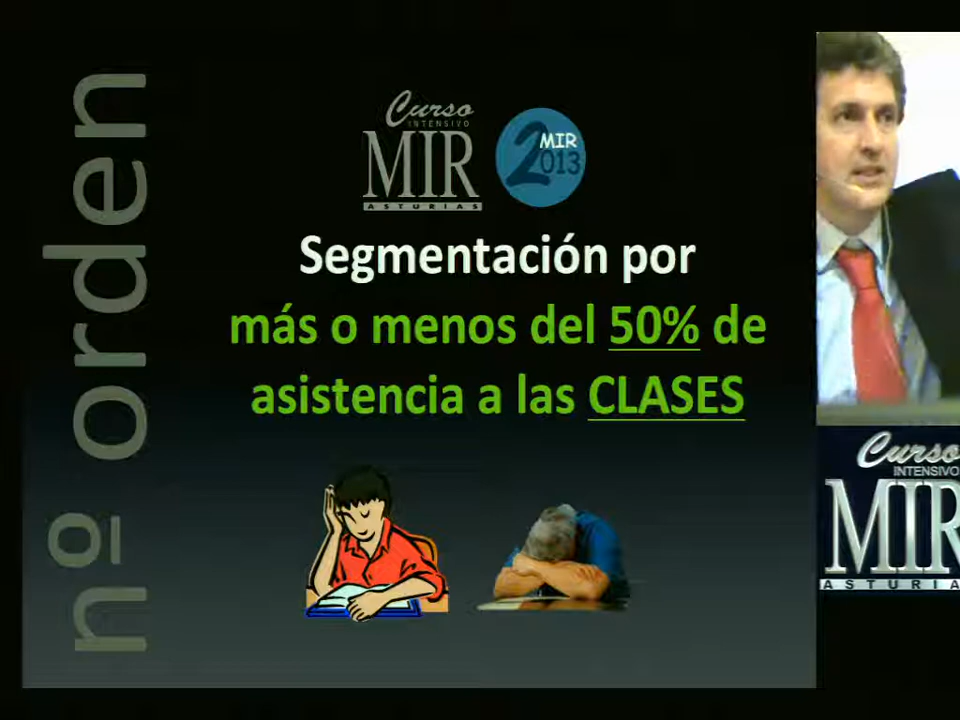 nº orden
Curso
INTENSIVO
MIR
ASTURIAS
2013
MIR
Segmentación por
más o menos del 50% de
asistencia a las CLASES
Curso
INTENSIVO
MIR
ASTURIA